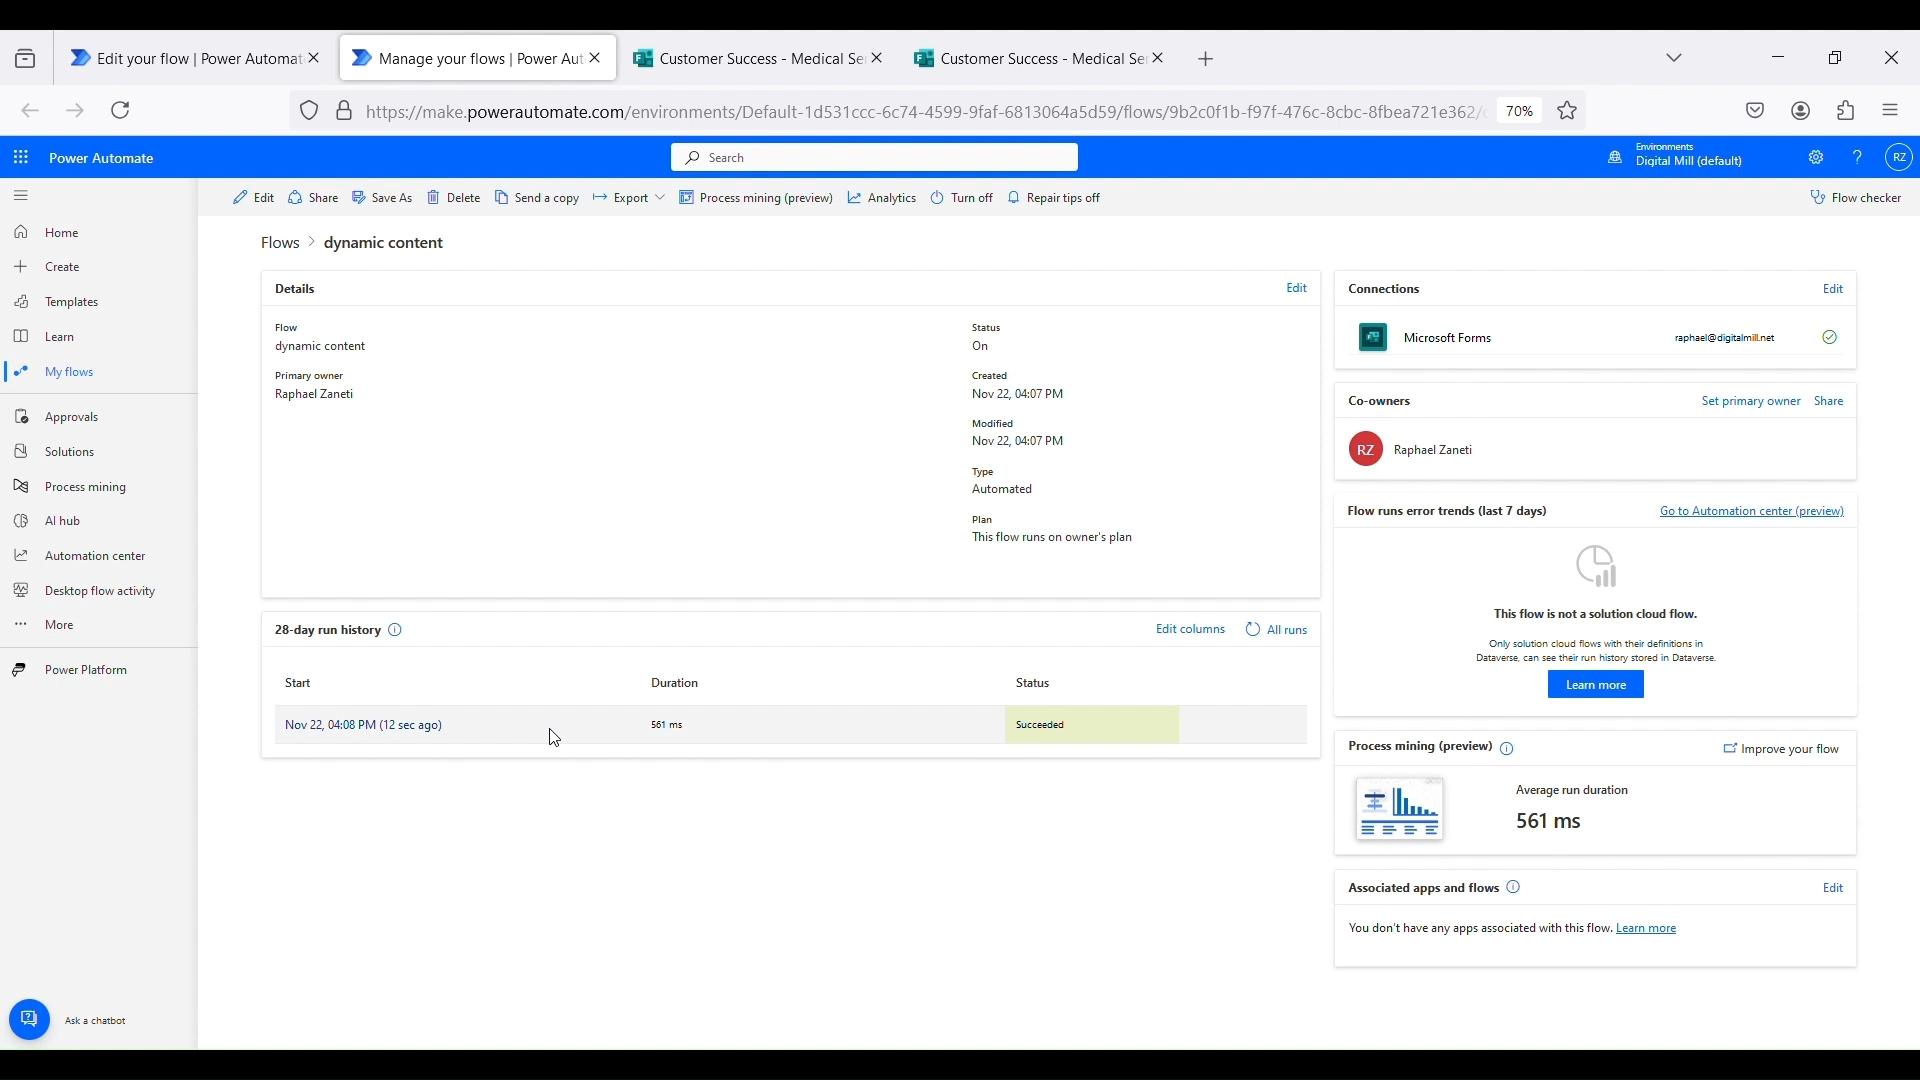 Edit your flow | Power Automat
Manage your flows | Power Aut
Customer Success - Medical Se
Customer Success - Medical Se
https://make.powerautomate.com/environments/Default-1d531ccc-6c74-4599-9faf-6813064a5d59/flows/9b2c0f1b-f97f-476c-8cbc-8fbea721e362/
70%
Power Automate
Search
Environments
Digital Mill (default)
RZ
Edit
Share
Save As
Delete
Send a copy
Export
Process mining (preview)
Analytics
Turn off
Repair tips off
Flow checker
Home
Create
Templates
Learn
My flows
Approvals
Solutions
Process mining
AI hub
Automation center
Desktop flow activity
More
Power Platform
Ask a chatbot
Flows > dynamic content
Details
Edit
Flow
dynamic content
Primary owner
Raphael Zaneti
Status
On
Created
Nov 22, 04:07 PM
Modified
Nov 22, 04:07 PM
Type
Automated
Plan
This flow runs on owner's plan
28-day run history
Edit columns
All runs
Start
Duration
Status
Nov 22, 04:08 PM (12 sec ago)
561 ms
Succeeded
Connections
Edit
Microsoft Forms
raphael@digitalmill.net
Co-owners
Set primary owner
Share
RZ
Raphael Zaneti
Flow runs error trends (last 7 days)
Go to Automation center (preview)
This flow is not a solution cloud flow.
Only solution cloud flows with their definitions in
Dataverse, can see their run history stored in Dataverse.
Learn more
Process mining (preview)
Improve your flow
Average run duration
561 ms
Associated apps and flows
Edit
You don't have any apps associated with this flow. Learn more